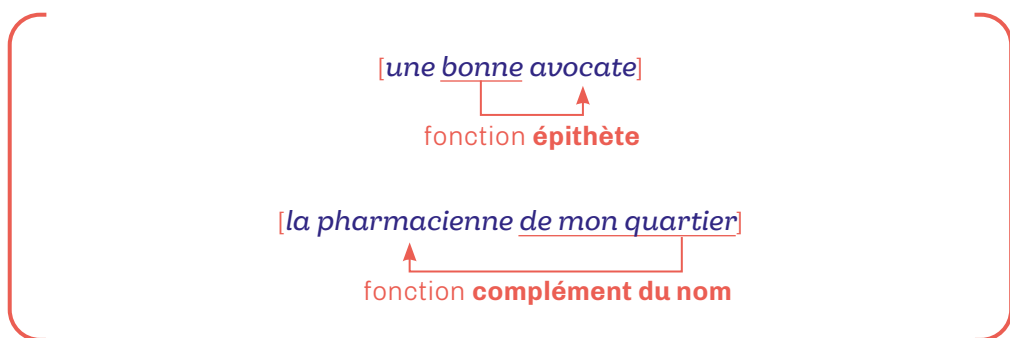 [une bonne avocate]
fonction épithète
[la pharmacienne de mon quartier]
fonction complément du nom